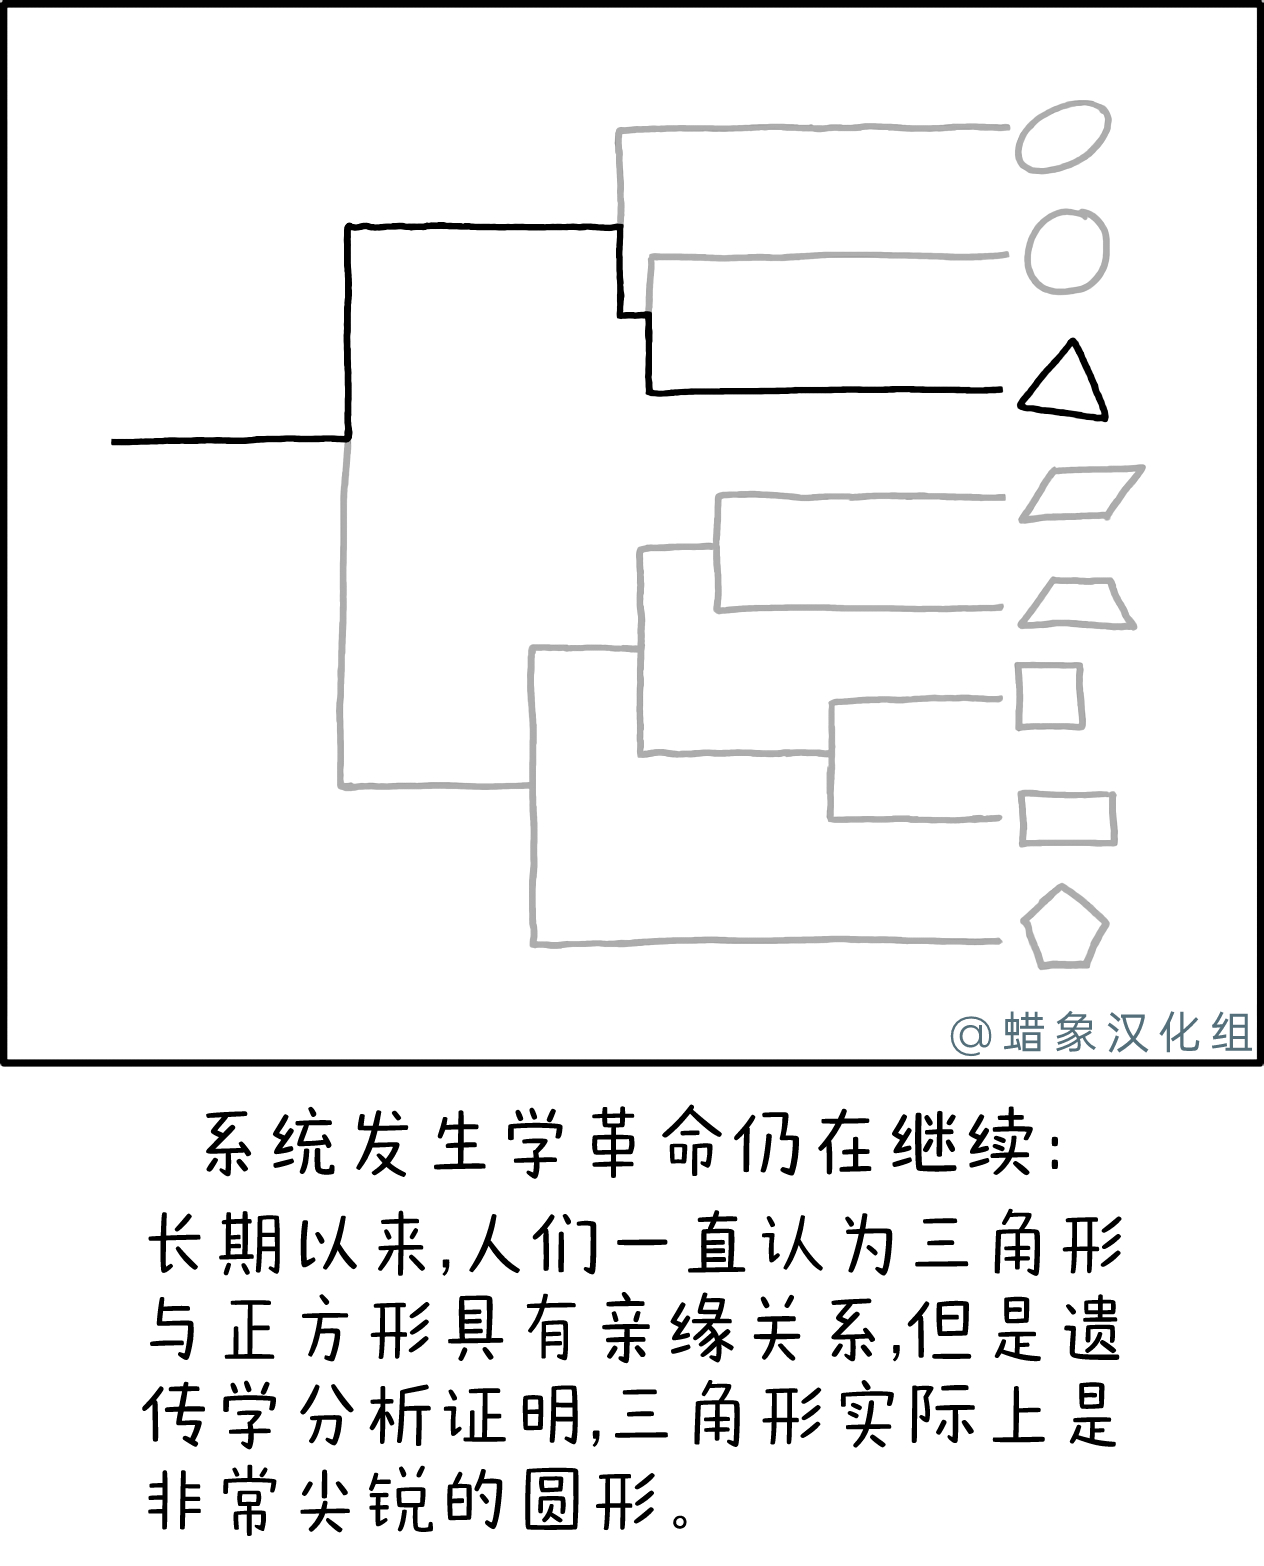 @蜡象汉化组
系统发生学革命仍在继续:
长期以来,人们一直认为三角形
与正方形具有亲缘关系,但是遗
传学分析证明,三角形实际上是
非常尖锐的圆形。